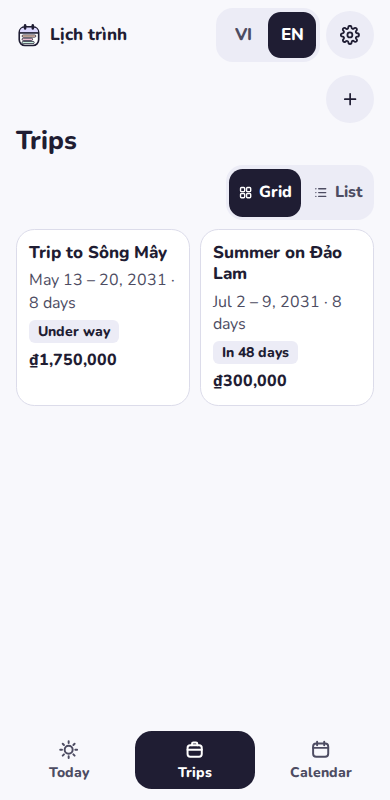 Lịch trình
VI
EN
Trips
Grid
List
Trip to Sông Mây
May 13 – 20, 2031 ·
8 days
Under way
₫1,750,000
Summer on Đảo
Lam
Jul 2 – 9, 2031 · 8
days
In 48 days
₫300,000
Today
Trips
Calendar